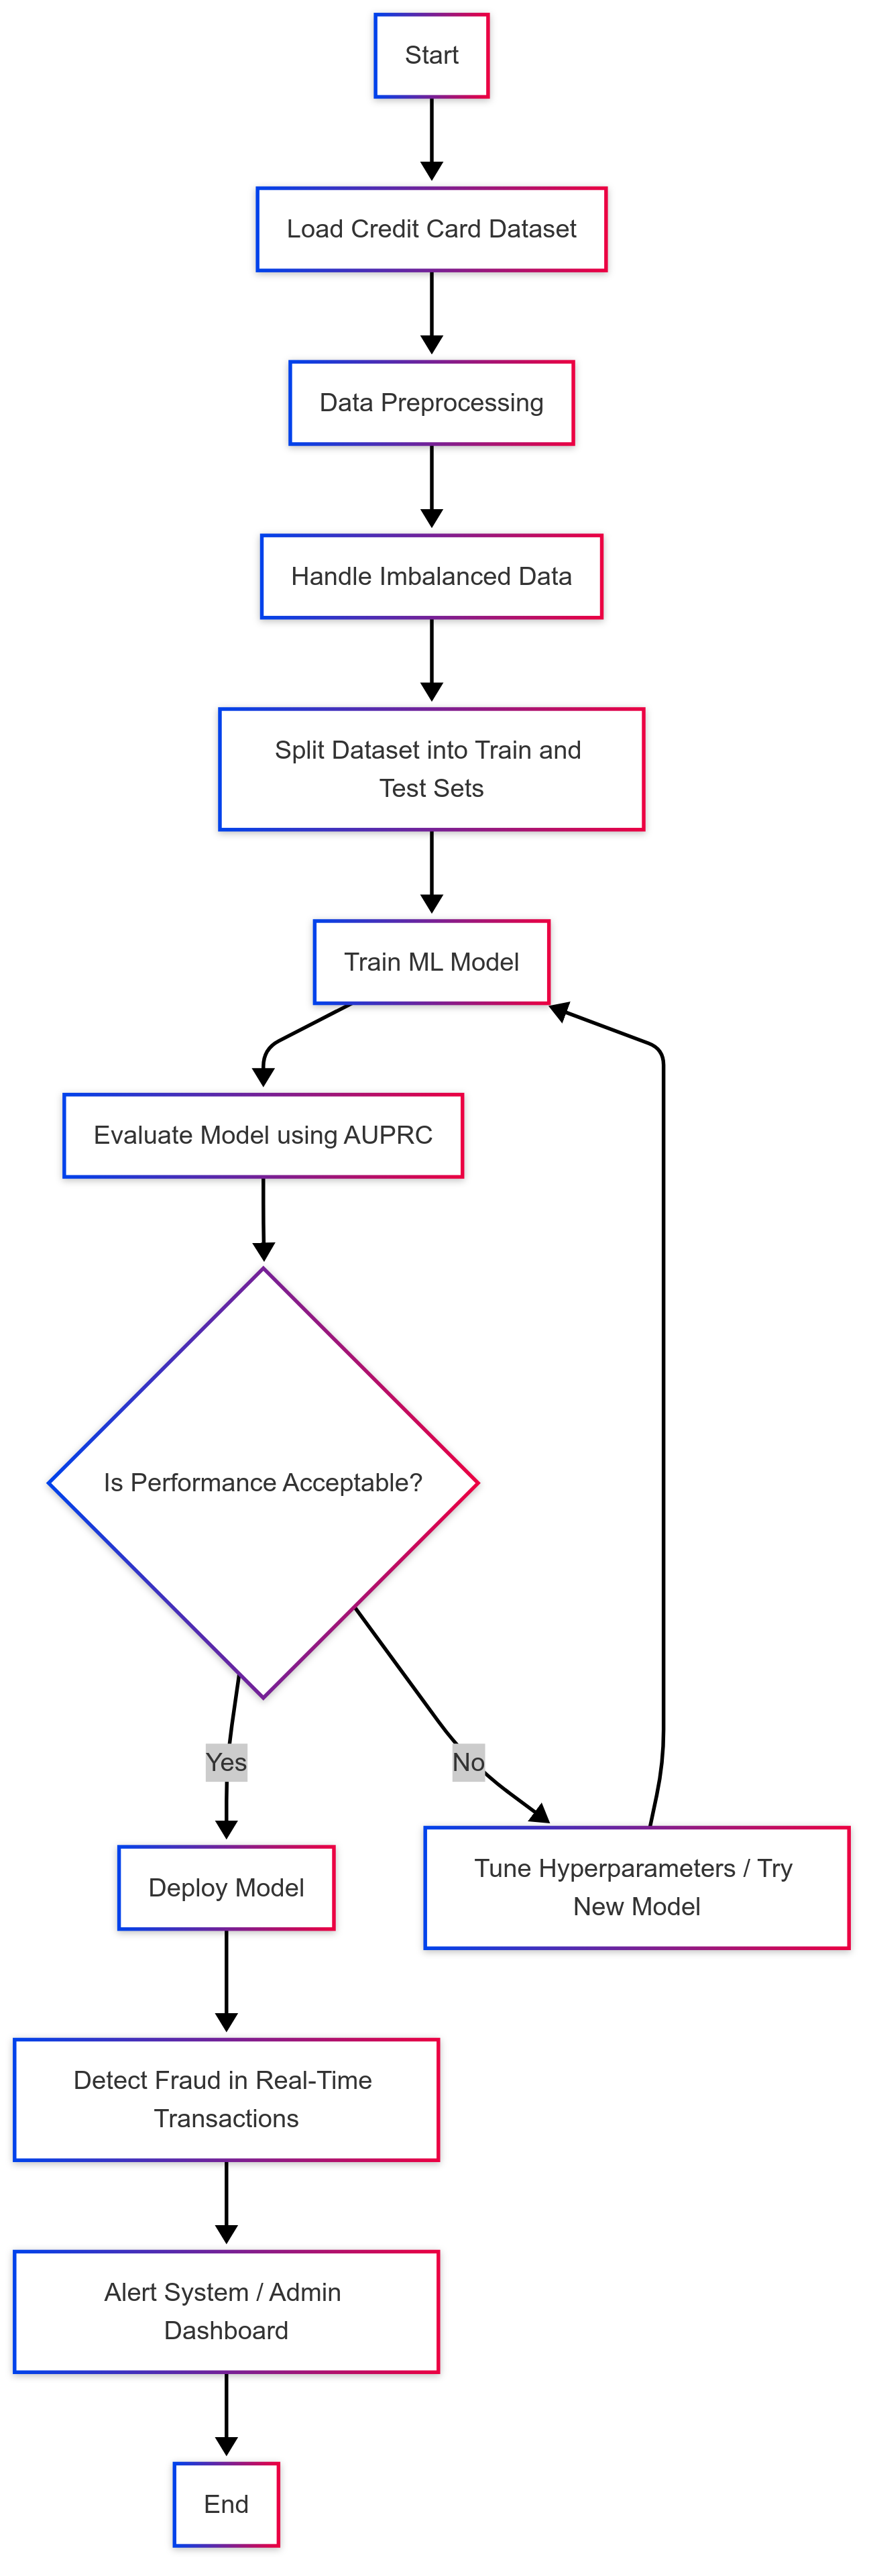 Start
Load Credit Card Dataset
Data Preprocessing
Handle Imbalanced Data
Split Dataset into Train and
Test Sets
Train ML Model
Evaluate Model using AUPRC
Is Performance Acceptable?
Yes
No
Deploy Model
Tune Hyperparameters / Try
New Model
Detect Fraud in Real-Time
Transactions
Alert System / Admin
Dashboard
End